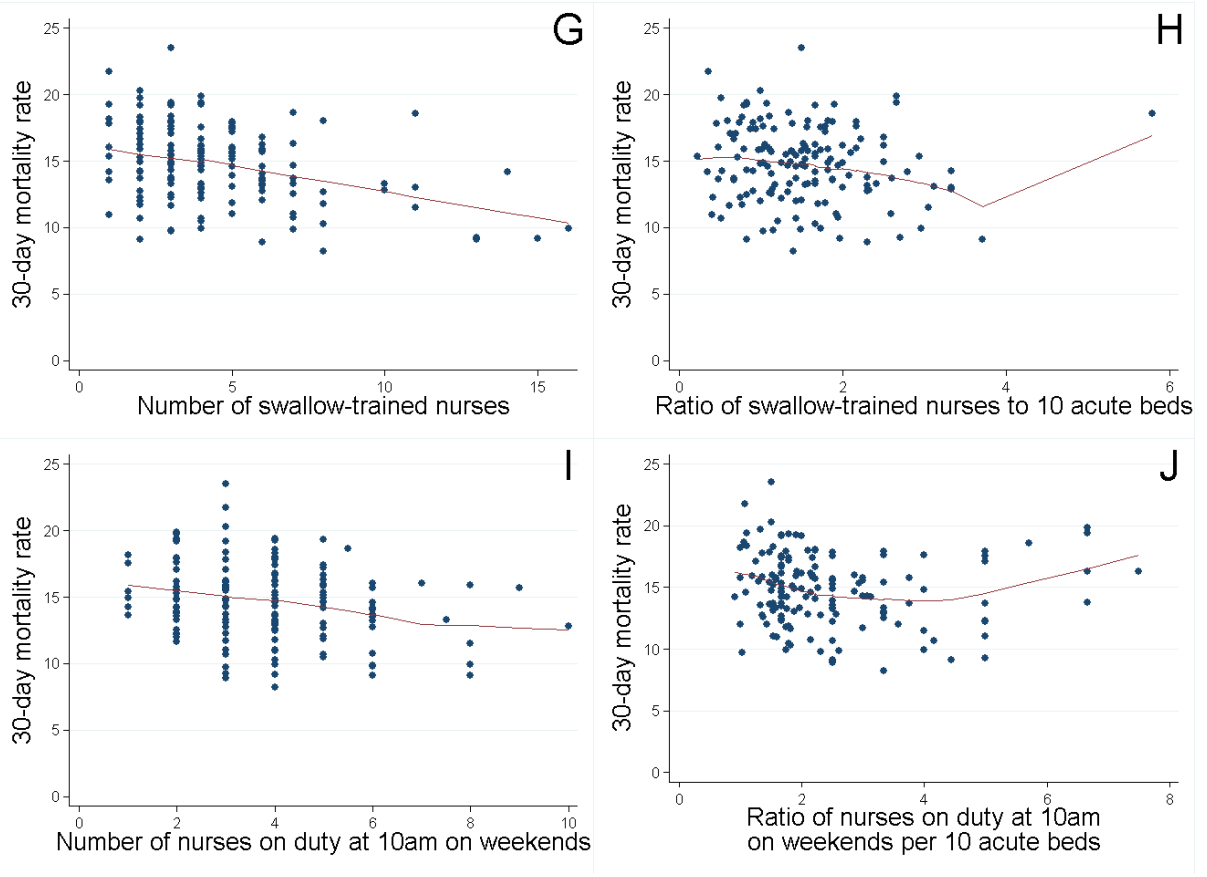 G
30-day mortality rate
25
20
15
10
5
0
0 5 10 15
Number of swallow-trained nurses
H
30-day mortality rate
25
20
15
10
5
0
0 2 4 6
Ratio of swallow-trained nurses to 10 acute beds
I
30-day mortality rate
25
20
15
10
5
0
0 2 4 6 8 10
Number of nurses on duty at 10am on weekends
J
30-day mortality rate
25
20
15
10
5
0
0 2 4 6 8
Ratio of nurses on duty at 10am
on weekends per 10 acute beds